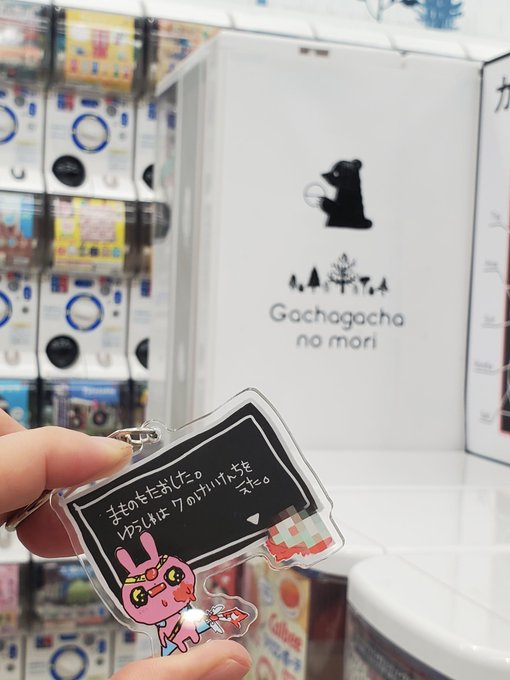 Gachagacha
no mori
まものをたおした。
ゆうしゃは 7 のけいけんちを
えた。
Calbee